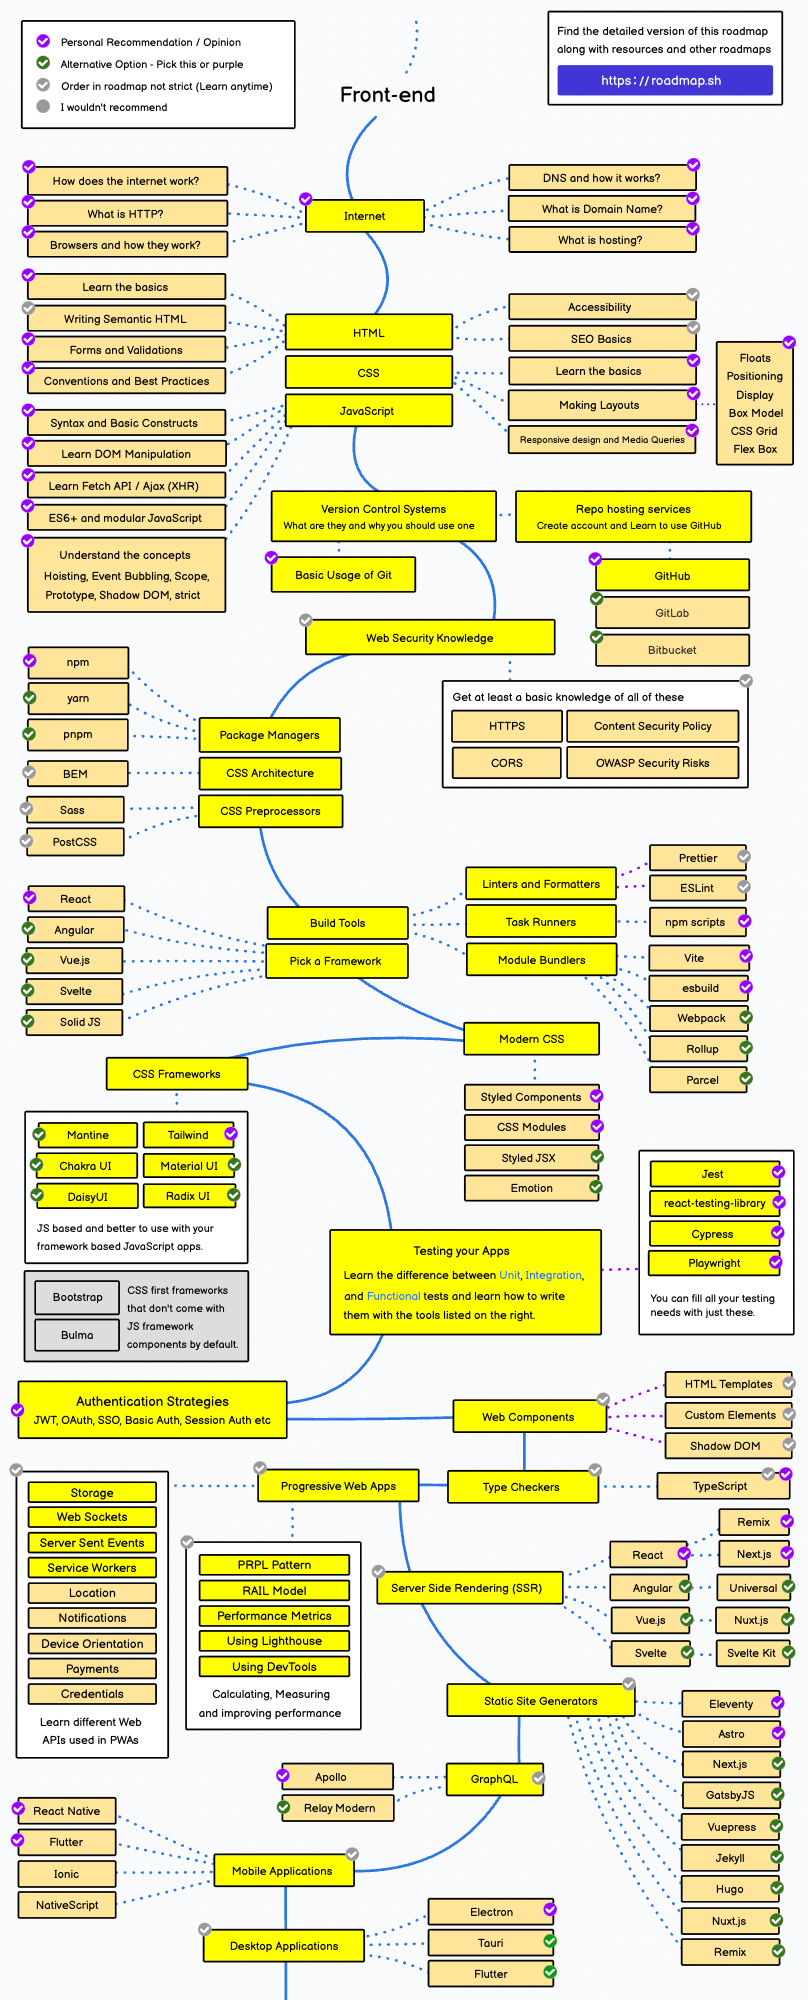 Personal Recommendation / Opinion
Alternative Option - Pick this or purple
Order in roadmap not strict (Learn anytime)
I wouldn't recommend
Find the detailed version of this roadmap
along with resources and other roadmaps
https://roadmap.sh
Front-end
How does the internet work?
What is HTTP?
Browsers and how they work?
Internet
DNS and how it works?
What is Domain Name?
What is hosting?
Learn the basics
Writing Semantic HTML
Forms and Validations
Conventions and Best Practices
HTML
CSS
JavaScript
Accessibility
SEO Basics
Learn the basics
Making Layouts
Responsive design and Media Queries
Floats
Positioning
Display
Box Model
CSS Grid
Flex Box
Syntax and Basic Constructs
Learn DOM Manipulation
Learn Fetch API / Ajax (XHR)
ES6+ and modular JavaScript
Understand the concepts
Hoisting, Event Bubbling, Scope,
Prototype, Shadow DOM, strict
Version Control Systems
What are they and why you should use one
Repo hosting services
Create account and Learn to use GitHub
Basic Usage of Git
GitHub
GitLab
Bitbucket
Web Security Knowledge
Get at least a basic knowledge of all of these
HTTPS
Content Security Policy
CORS
OWASP Security Risks
npm
yarn
pnpm
BEM
Sass
PostCSS
Package Managers
CSS Architecture
CSS Preprocessors
React
Angular
Vue.js
Svelte
Solid JS
Build Tools
Pick a Framework
Linters and Formatters
Task Runners
Module Bundlers
Prettier
ESLint
npm scripts
Vite
esbuild
Webpack
Rollup
Parcel
Modern CSS
Styled Components
CSS Modules
Styled JSX
Emotion
CSS Frameworks
Mantine
Tailwind
Chakra UI
Material UI
DaisyUI
Radix UI
JS based and better to use with your
framework based JavaScript apps.
Bootstrap
Bulma
CSS first frameworks
that don't come with
JS framework
components by default.
Testing your Apps
Learn the difference between Unit, Integration,
and Functional tests and learn how to write
them with the tools listed on the right.
Jest
react-testing-library
Cypress
Playwright
You can fill all your testing
needs with just these.
Authentication Strategies
JWT, OAuth, SSO, Basic Auth, Session Auth etc
Web Components
HTML Templates
Custom Elements
Shadow DOM
Progressive Web Apps
Type Checkers
TypeScript
Storage
Web Sockets
Server Sent Events
Service Workers
Location
Notifications
Device Orientation
Payments
Credentials
Learn different Web
APIs used in PWAs
PRPL Pattern
RAIL Model
Performance Metrics
Using Lighthouse
Using DevTools
Calculating, Measuring
and improving performance
Server Side Rendering (SSR)
React
Angular
Vue.js
Svelte
Remix
Next.js
Universal
Nuxt.js
Svelte Kit
Static Site Generators
Eleventy
Astro
Next.js
GatsbyJS
Vuepress
Jekyll
Hugo
Nuxt.js
Remix
GraphQL
Apollo
Relay Modern
React Native
Flutter
Ionic
NativeScript
Mobile Applications
Desktop Applications
Electron
Tauri
Flutter